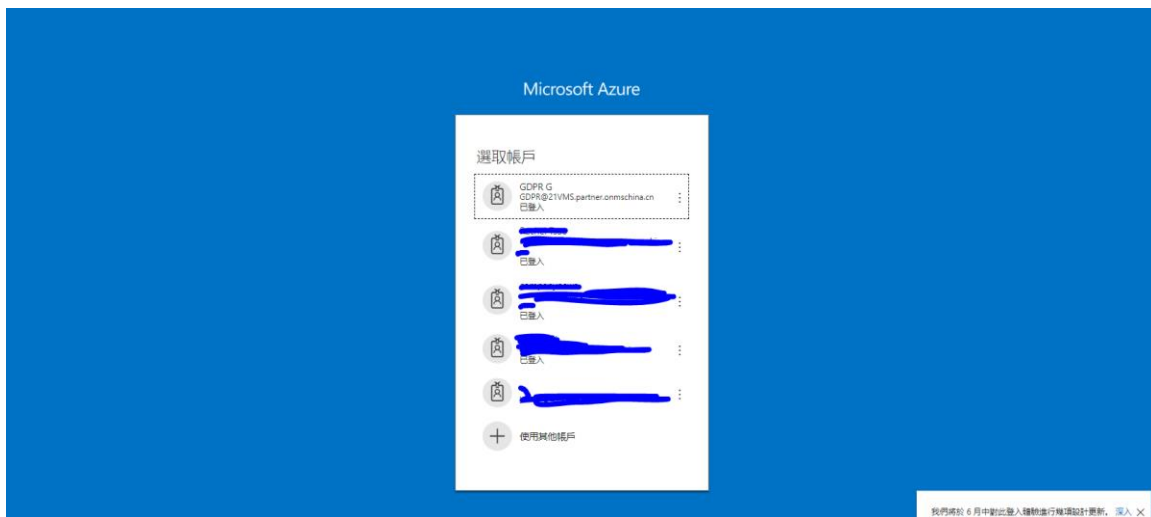 Microsoft Azure
選取帳戶
GDPR G
GDPR@21VMS.partner.onmschina.cn
已登入
已登入
已登入
已登入
使用其他帳戶
我們將於 6 月中對此登入體驗進行幾項設計更新。 深入